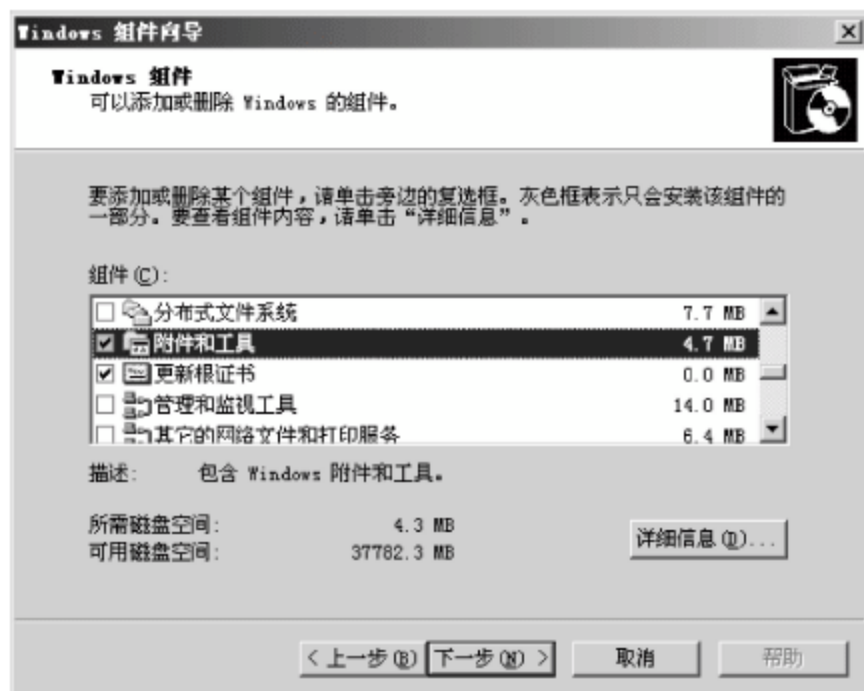 Windows 组件向导
Windows 组件
可以添加或删除 Windows 的组件。
要添加或删除某个组件，请单击旁边的复选框。灰色框表示只会安装该组件的
一部分。要查看组件内容，请单击“详细信息”。
组件(C):
分布式文件系统 7.7 MB
附件和工具 4.7 MB
更新根证书 0.0 MB
管理和监视工具 14.0 MB
其它的网络文件和打印服务 6.4 MB
描述: 包含 Windows 附件和工具。
所需磁盘空间: 4.3 MB
可用磁盘空间: 37782.3 MB
详细信息(D)...
< 上一步(B) 下一步(N) > 取消 帮助